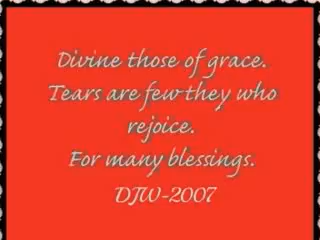 Divine those of grace.
Tears are few they who
rejoice.
For many blessings.
DJW-2007